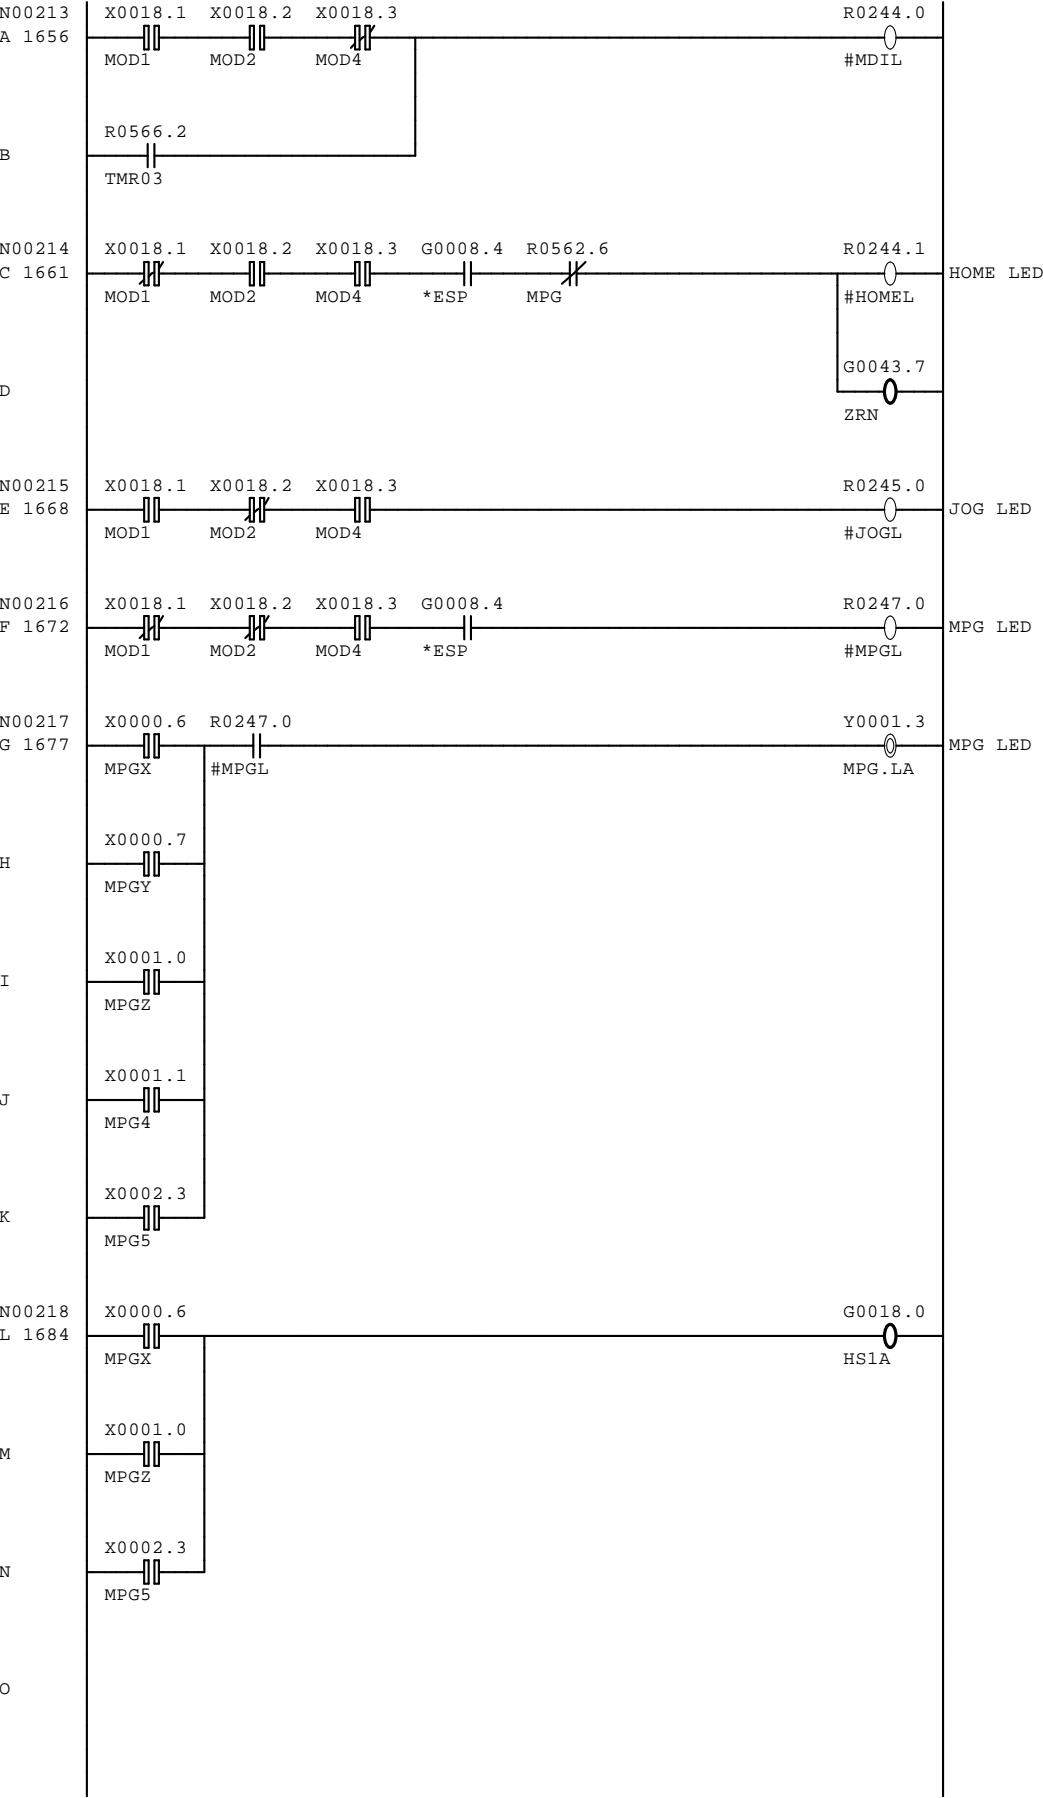 N00213 X0018.1 X0018.2 X0018.3 R0244.0
A 1656
MOD1 MOD2 MOD4 #MDIL
R0566.2
B
TMR03
N00214 X0018.1 X0018.2 X0018.3 G0008.4 R0562.6 R0244.1
C 1661 HOME LED
MOD1 MOD2 MOD4 *ESP MPG #HOMEL
G0043.7
D
ZRN
N00215 X0018.1 X0018.2 X0018.3 R0245.0
E 1668 JOG LED
MOD1 MOD2 MOD4 #JOGL
N00216 X0018.1 X0018.2 X0018.3 G0008.4 R0247.0
F 1672 MPG LED
MOD1 MOD2 MOD4 *ESP #MPGL
N00217 X0000.6 R0247.0 Y0001.3
G 1677 MPG LED
MPGX #MPGL MPG.LA
X0000.7
H
MPGY
X0001.0
I
MPGZ
X0001.1
J
MPG4
X0002.3
K
MPG5
N00218 X0000.6 G0018.0
L 1684
MPGX HS1A
X0001.0
M
MPGZ
X0002.3
N
MPG5
O